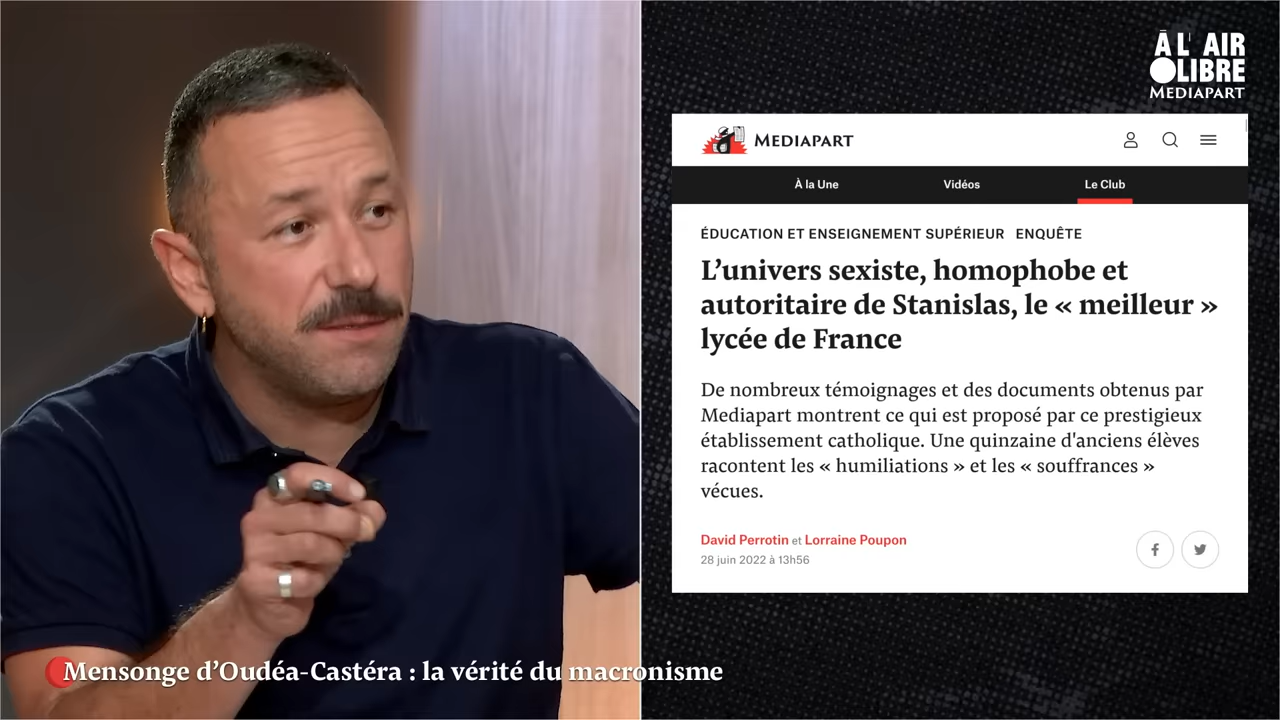 À L' AIR
LIBRE
MEDIAPART
MEDIAPART
À la Une
Vidéos
Le Club
ÉDUCATION ET ENSEIGNEMENT SUPÉRIEUR ENQUÊTE
L’univers sexiste, homophobe et
autoritaire de Stanislas, le « meilleur »
lycée de France
De nombreux témoignages et des documents obtenus par
Mediapart montrent ce qui est proposé par ce prestigieux
établissement catholique. Une quinzaine d'anciens élèves
racontent les « humiliations » et les « souffrances »
vécues.
David Perrotin et Lorraine Poupon
28 juin 2022 à 13h56
Mensonge d’Oudéa-Castéra : la vérité du macronisme